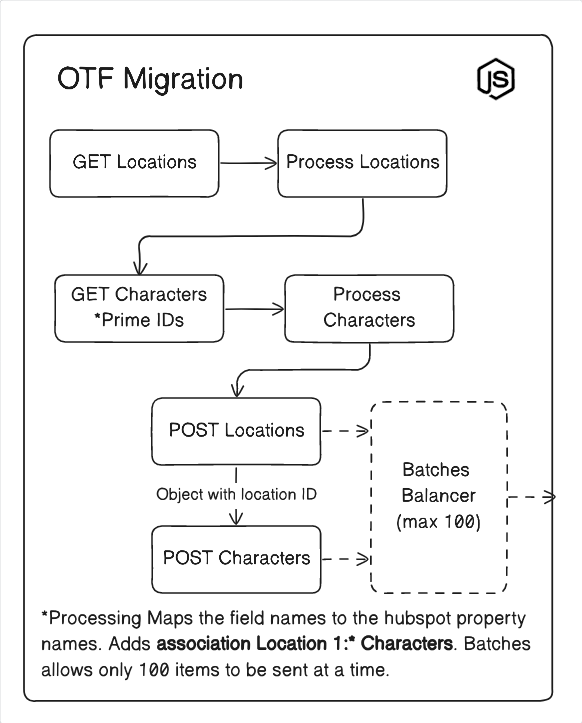 OTF Migration
JS
GET Locations
Process Locations
GET Characters
*Prime IDs
Process
Characters
POST Locations
Object with location ID
POST Characters
Batches
Balancer
(max 100)
*Processing Maps the field names to the hubspot property
names. Adds association Location 1:* Characters. Batches
allows only 100 items to be sent at a time.